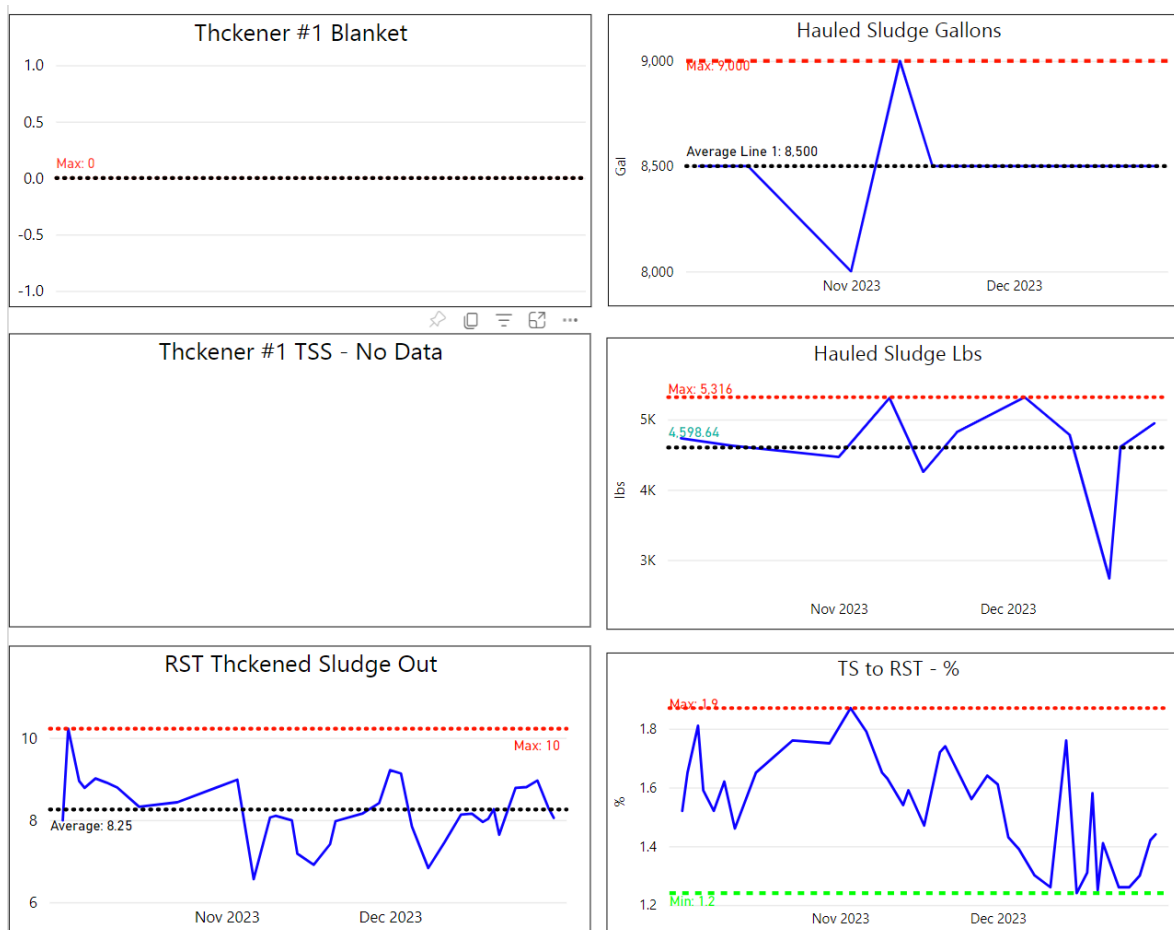 Thckener #1 Blanket
1.0
0.5
Max: 0
0.0
-0.5
-1.0
Hauled Sludge Gallons
9,000
Max: 9,000
Average Line 1: 8,500
8,500
Gal
8,000
Nov 2023
Dec 2023
Thckener #1 TSS - No Data
Hauled Sludge Lbs
Max: 5,316
5K
4,598.64
4K
lbs
3K
Nov 2023
Dec 2023
RST Thckened Sludge Out
10
Max: 10
8
Average: 8.25
6
Nov 2023
Dec 2023
TS to RST - %
Max: 1.9
1.8
1.6
%
1.4
1.2
Min: 1.2
Nov 2023
Dec 2023